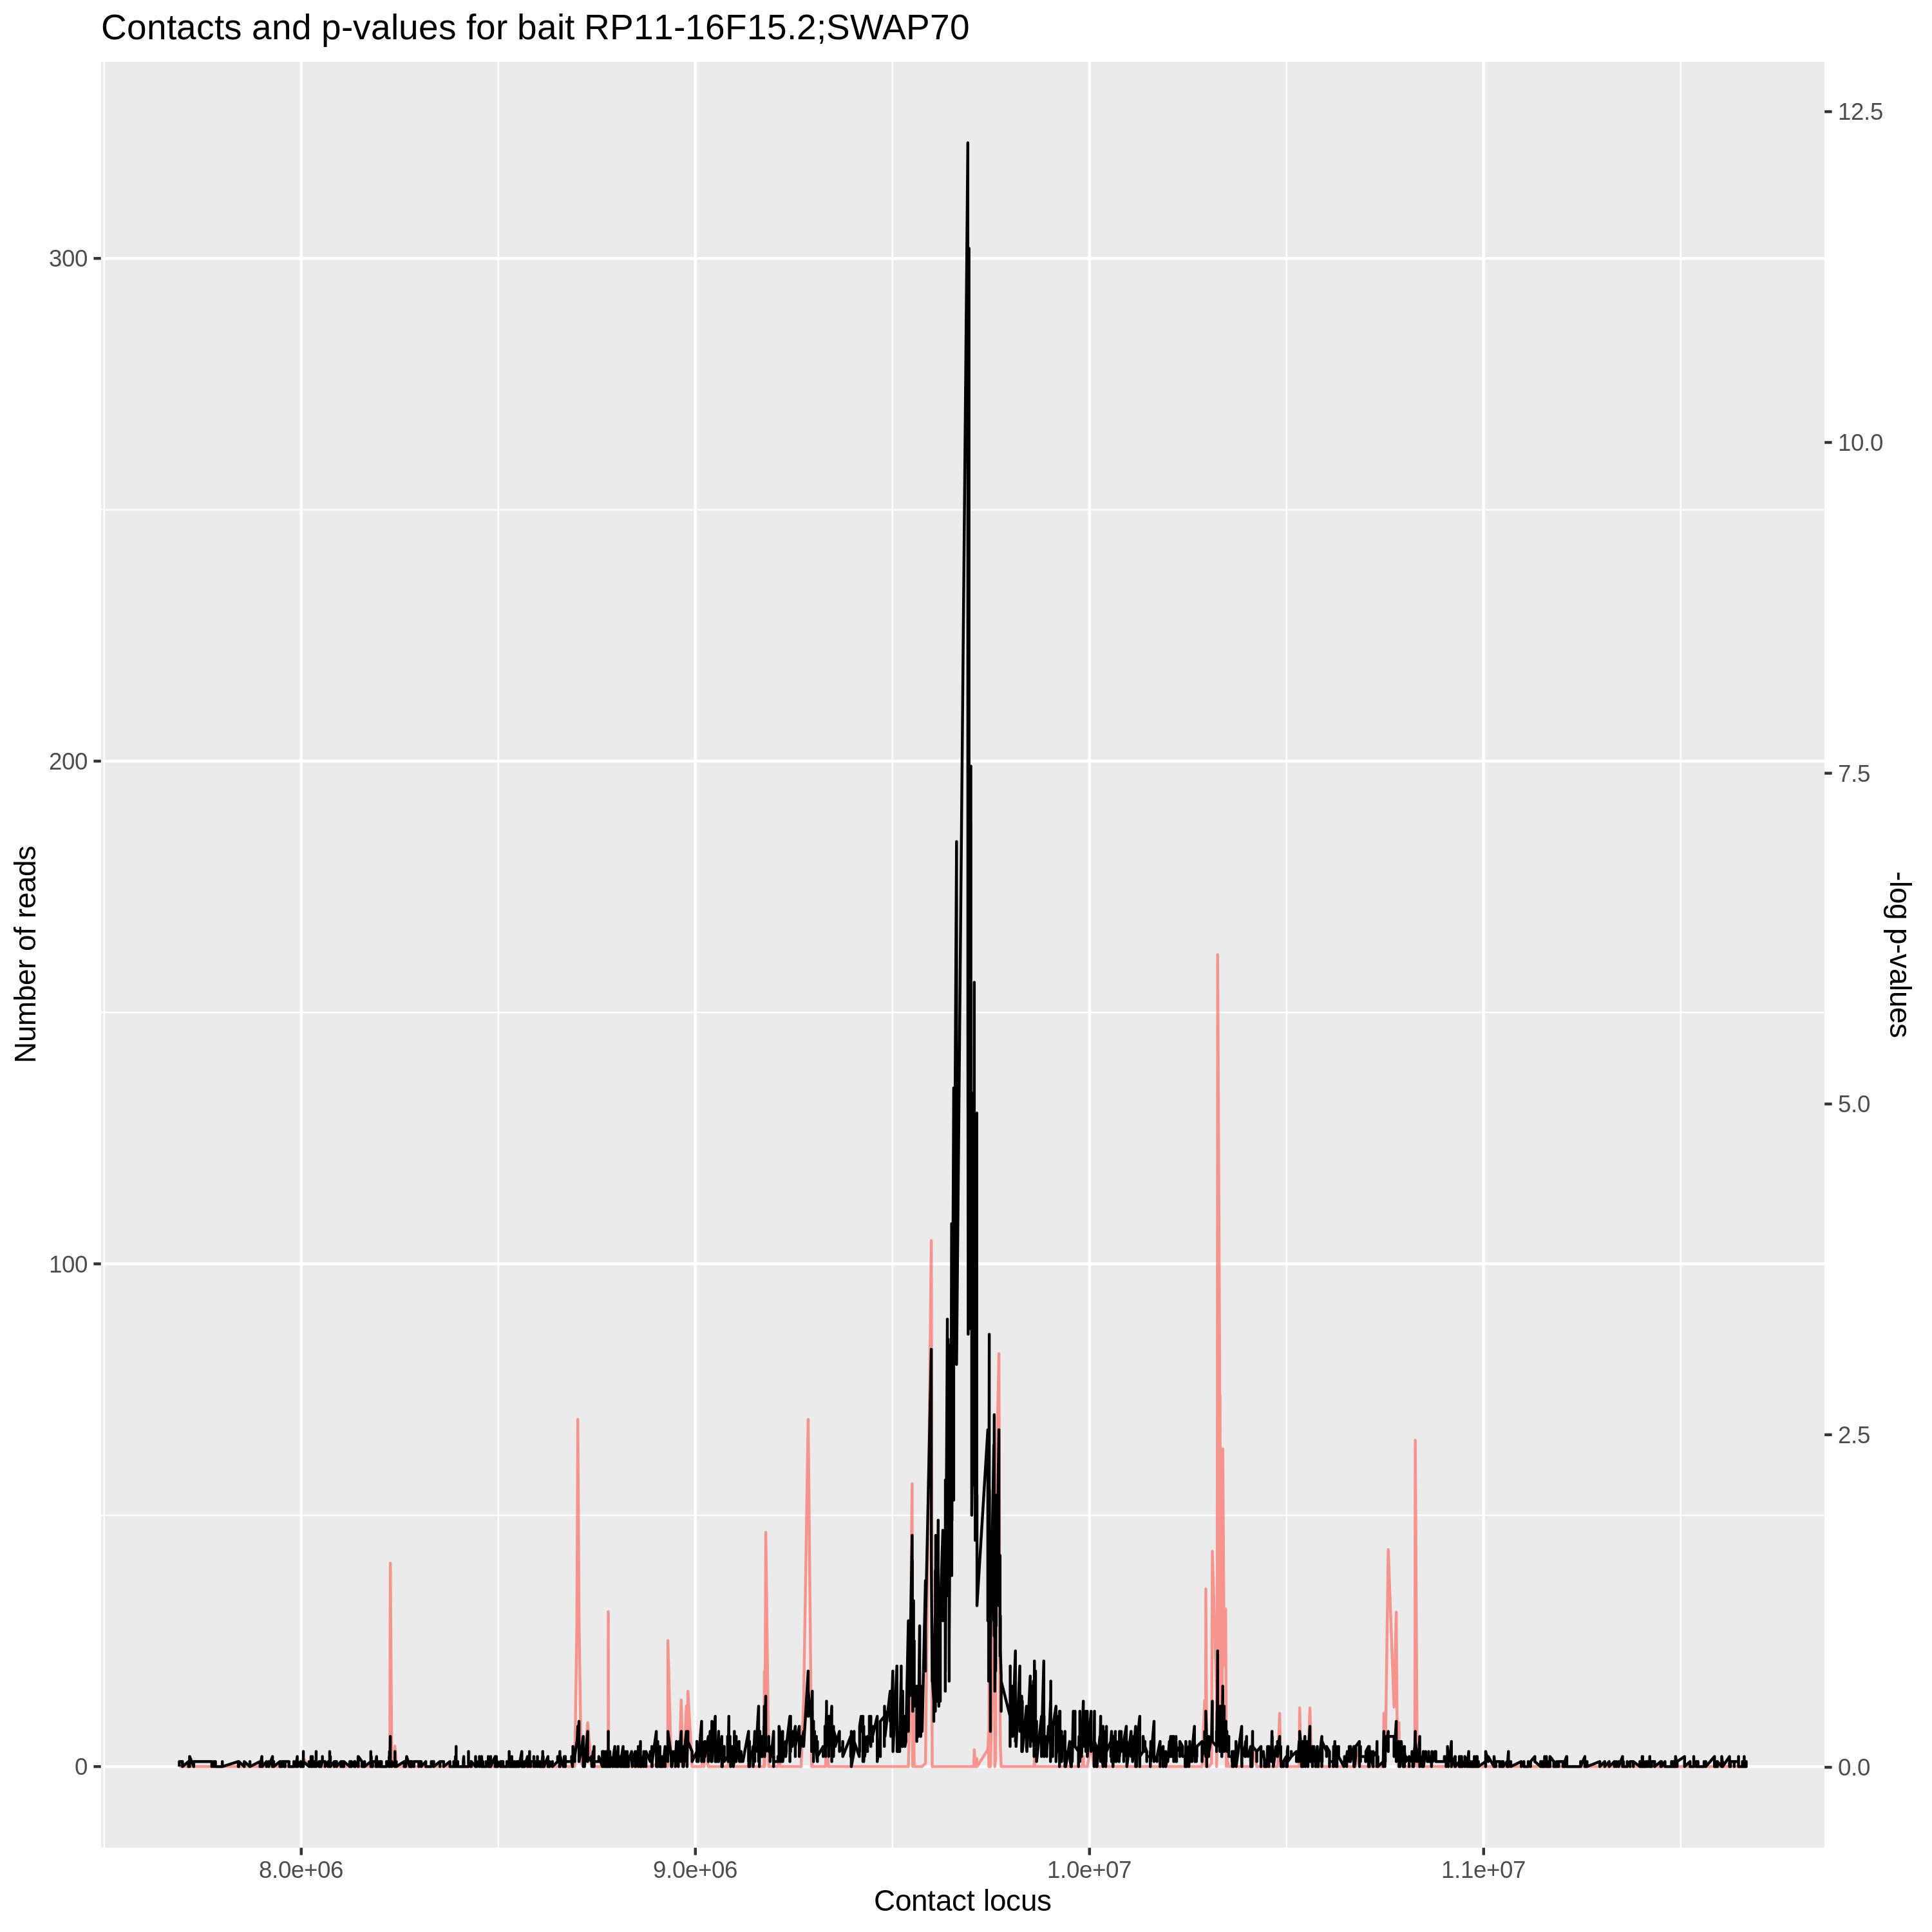 Contacts and p-values for bait RP11-16F15.2;SWAP70
Number of reads
300
200
100
0
12.5
10.0
7.5
5.0
2.5
0.0
-log p-values
8.0e+06
9.0e+06
1.0e+07
1.1e+07
Contact locus